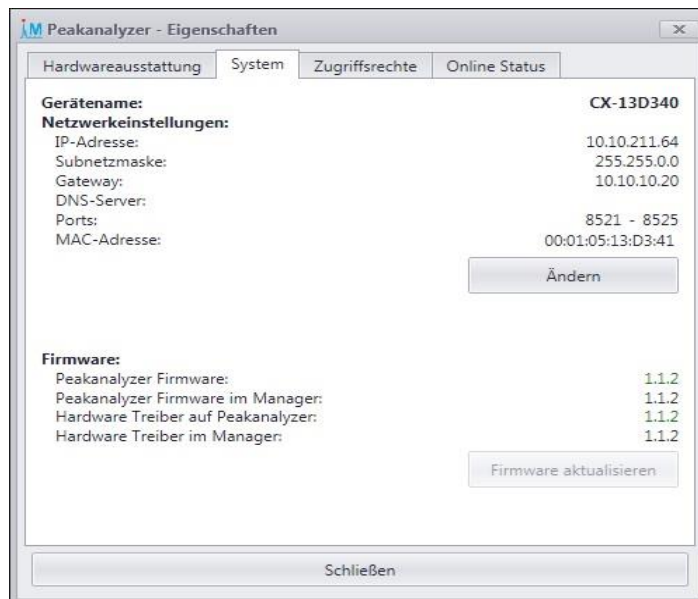 iM Peakanalyzer - Eigenschaften
Hardwareausstattung System Zugriffsrechte Online Status
Gerätename: CX-13D340
Netzwerkeinstellungen:
IP-Adresse: 10.10.211.64
Subnetzmaske: 255.255.0.0
Gateway: 10.10.10.20
DNS-Server:
Ports: 8521 - 8525
MAC-Adresse: 00:01:05:13:D3:41
Ändern
Firmware:
Peakanalyzer Firmware: 1.1.2
Peakanalyzer Firmware im Manager: 1.1.2
Hardware Treiber auf Peakanalyzer: 1.1.2
Hardware Treiber im Manager: 1.1.2
Firmware aktualisieren
Schließen